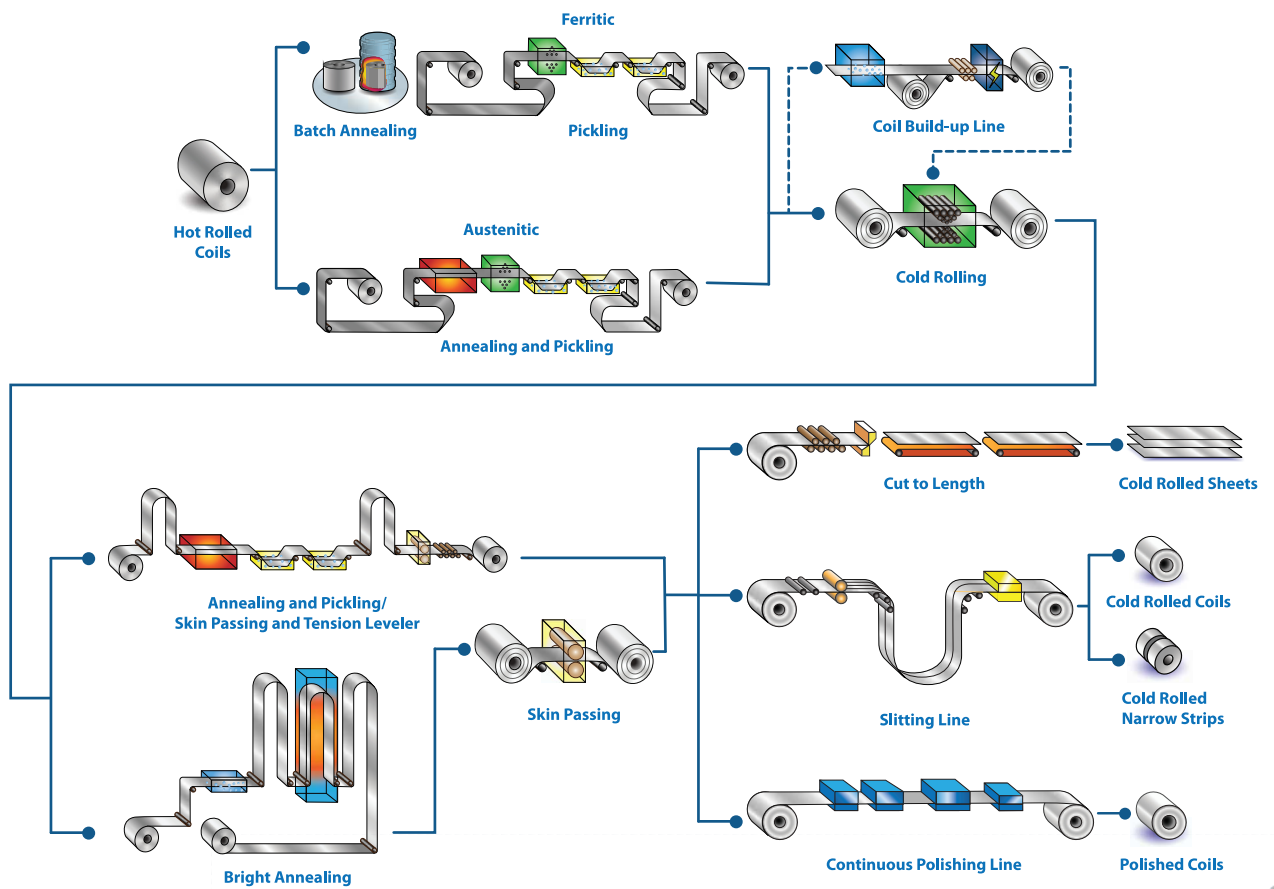 Ferritic
Batch Annealing
Pickling
Coil Build-up Line
Hot Rolled
Coils
Austenitic
Cold Rolling
Annealing and Pickling
Cut to Length
Cold Rolled Sheets
Annealing and Pickling/
Skin Passing and Tension Leveler
Cold Rolled Coils
Skin Passing
Slitting Line
Cold Rolled
Narrow Strips
Bright Annealing
Continuous Polishing Line
Polished Coils